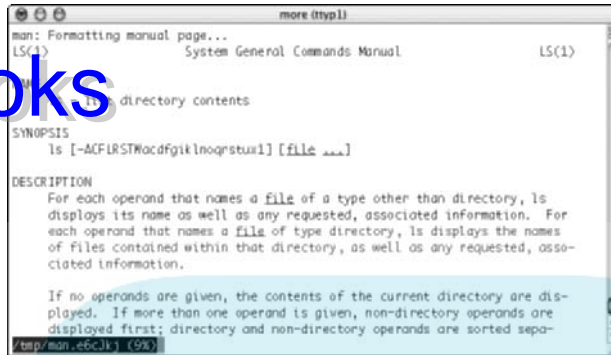 more (ttyp1)
man: Formatting manual page...
LS(1) System General Commands Manual LS(1)
oks
directory contents
SYNOPSIS
ls [-ACFLRSTWacdfgiklnoqrstux1] [file ...]
DESCRIPTION
For each operand that names a file of a type other than directory, ls
displays its name as well as any requested, associated information. For
each operand that names a file of type directory, ls displays the names
of files contained within that directory, as well as any requested, asso-
ciated information.
If no operands are given, the contents of the current directory are dis-
played. If more than one operand is given, non-directory operands are
displayed first; directory and non-directory operands are sorted sepa-
/tmp/man.e6cJkj (9%)